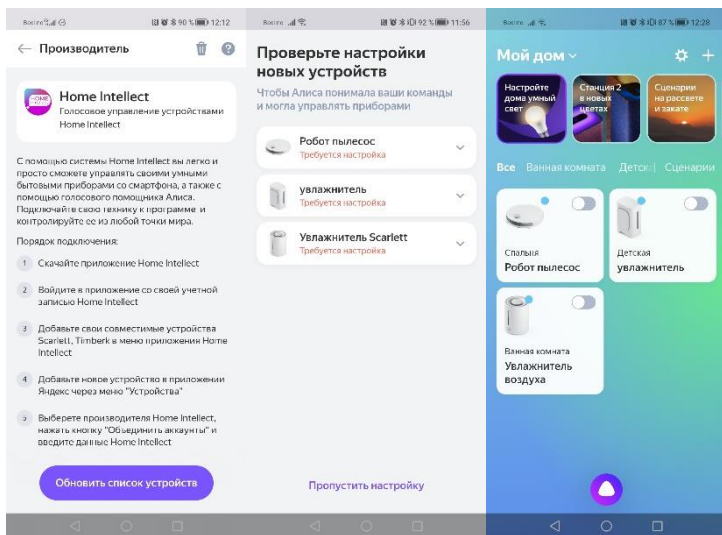 12:12
90 %
Производитель
Home Intellect
Голосовое управление устройствами
Home Intellect
С помощью системы Home Intellect вы легко и
просто сможете управлять своими умными
бытовыми приборами со смартфона, а также с
помощью голосового помощника Алиса.
Подключайте свою технику к программе и
контролируйте ее из любой точки мира.
Порядок подключения:
1 Скачайте приложение Home Intellect
2 Войдите в приложение со своей учетной
записью Home Intellect
3 Добавьте свои совместимые устройства
Scarlett, Timberk в меню приложения Home
Intellect
4 Добавьте новое устройство в приложении
Яндекс через меню "Устройства"
5 Выберете производителя Home Intellect,
нажать кнопку "Объединить аккаунты" и
введите данные Home Intellect
Обновить список устройств
92 % 11:56
Проверьте настройки
новых устройств
Чтобы Алиса понимала ваши команды
и могла управлять приборами
Робот пылесос
Требуется настройка
увлажнитель
Требуется настройка
Увлажнитель Scarlett
Требуется настройка
Пропустить настройку
87 % 12:28
Мой дом
Настройте
дома умный
свет
Станция 2
в новых
цветах
Сценарии
на рассвете
и закате
Все Ванная комната Детск Сценарии
Спальня
Робот пылесос
Детская
увлажнитель
Ванная комната
Увлажнитель
воздуха